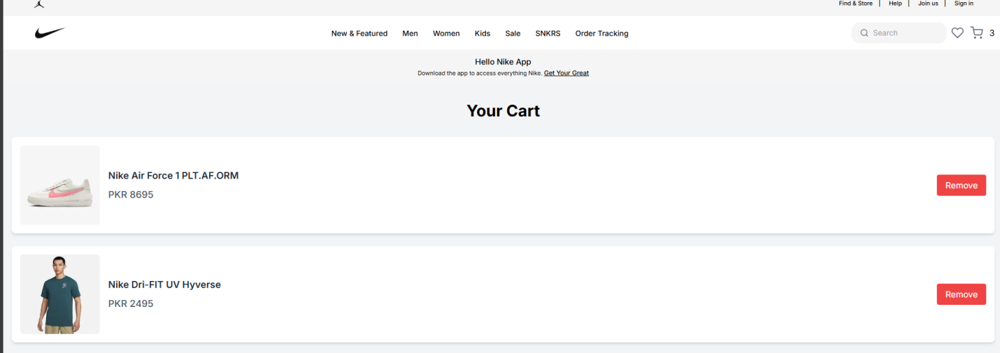 Find & Store | Help | Join us | Sign in
New & Featured Men Women Kids Sale SNKRS Order Tracking
Search
3
Hello Nike App
Download the app to access everything Nike. Get Your Great
Your Cart
Nike Air Force 1 PLT.AF.ORM
PKR 8695
Remove
Nike Dri-FIT UV Hyverse
PKR 2495
Remove